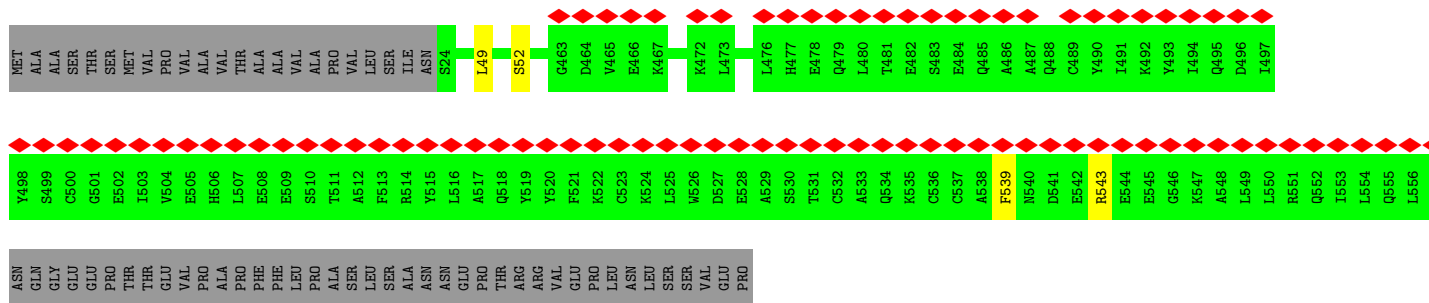 MET ALA ALA SER THR SER MET VAL PRO VAL ALA VAL THR ALA ALA VAL ALA PRO VAL LEU SER ILE ASN S24 L49 S52 G463 D464 V465 E466 K467 K472 L473 L476 H477 E478 Q479 L480 T481 E482 S483 E484 Q485 A486 A487 Q488 C489 Y490 I491 K492 Y493 I494 Q495 D496 I497
Y498 S499 C500 G501 E502 I503 V504 E505 H506 L507 E508 E509 S510 T511 A512 F513 R514 Y515 L516 A517 Q518 Y519 Y520 F521 K522 C523 K524 L525 W526 D527 E528 A529 S530 T531 C532 A533 Q534 K535 C536 C537 A538 F539 N540 D541 E542 R543 E544 E545 G546 K547 A548 L549 L550 R551 Q552 I553 L554 Q555 L556
ASN GLN GLY GLU GLU PRO THR THR GLU VAL PRO ALA PRO PHE PHE LEU PRO ALA SER LEU SER ALA ASN ASN GLU PRO THR ARG ARG VAL GLU PRO LEU ASN LEU SER SER VAL GLU PRO